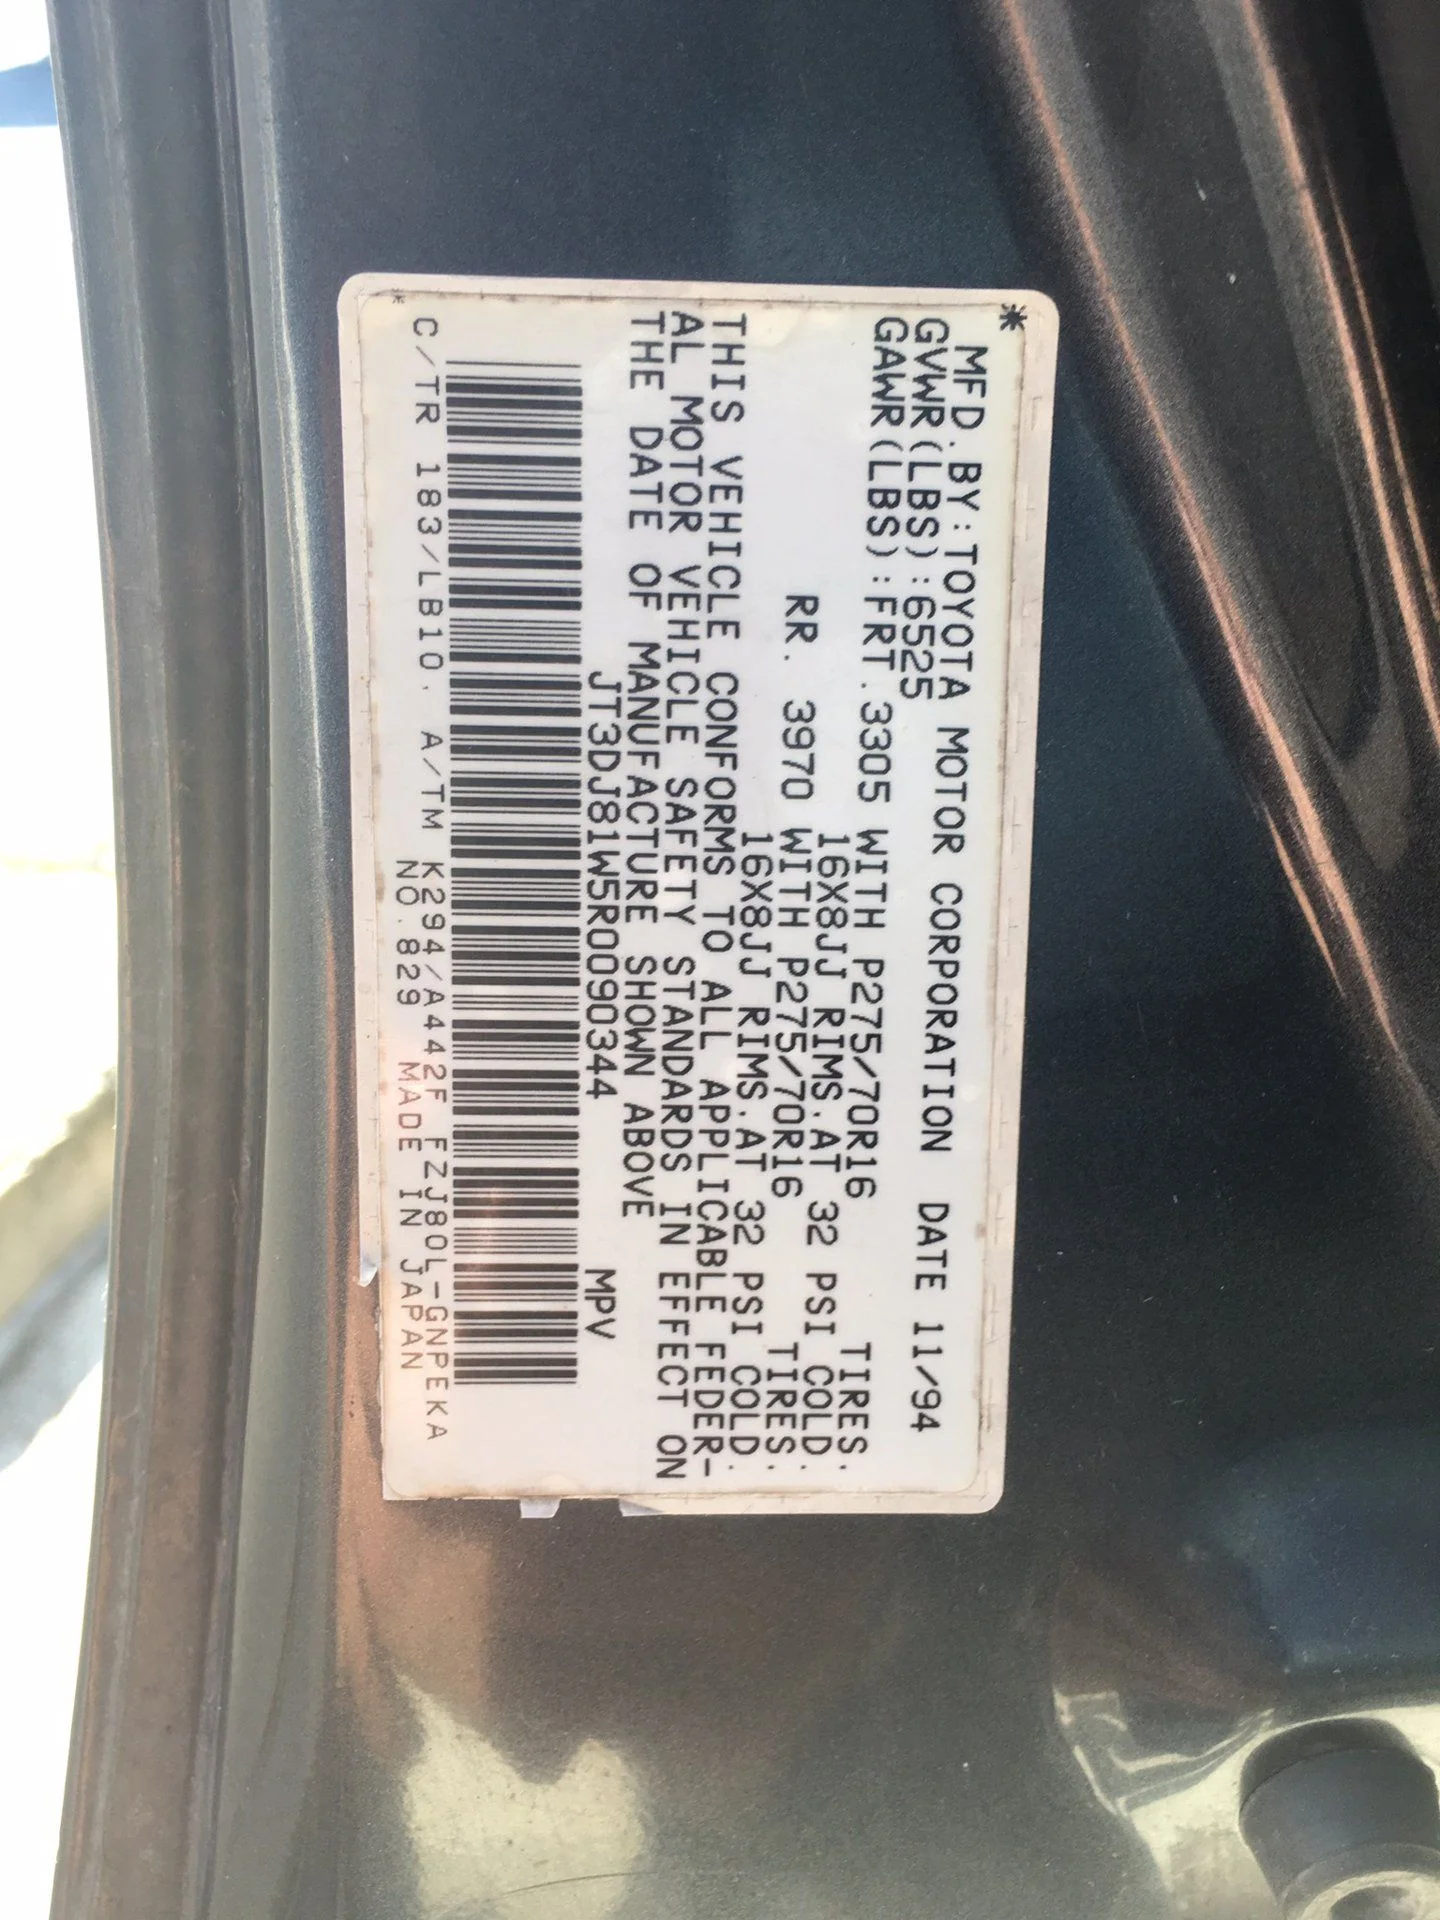 *
MFD.BY:TOYOTA MOTOR CORPORATION DATE 11/94
GVWR(LBS):6525
GAWR(LBS):FRT.3305 WITH P275/70R16 TIRES.
16X8JJ RIMS.AT 32 PSI COLD.
RR. 3970 WITH P275/70R16 TIRES.
16X8JJ RIMS.AT 32 PSI COLD.
THIS VEHICLE CONFORMS TO ALL APPLICABLE FEDER-
AL MOTOR VEHICLE SAFETY STANDARDS IN EFFECT ON
THE DATE OF MANUFACTURE SHOWN ABOVE
JT3DJ81W5R0090344 MPV
C/TR 183/LB10. A/TM K294/A442F FZJ80L-GNPEKA
* NO.829 MADE IN JAPAN